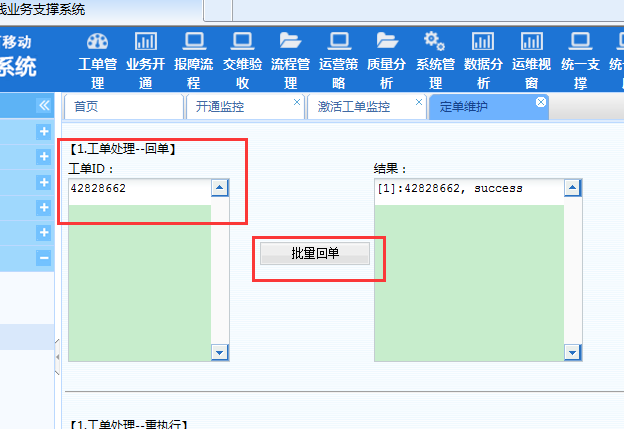 线业务支撑系统
移动
系统
工单管理
业务开通
报障流程
交维验收
流程管理
运营策略
质量分析
系统管理
数据分析
运维视窗
统一支撑
首页
开通监控
激活工单监控
定单维护
【1.工单处理--回单】
工单ID：
结果：
42828662
[1]:42828662, success
批量回单
【1.工单处理--重执行】